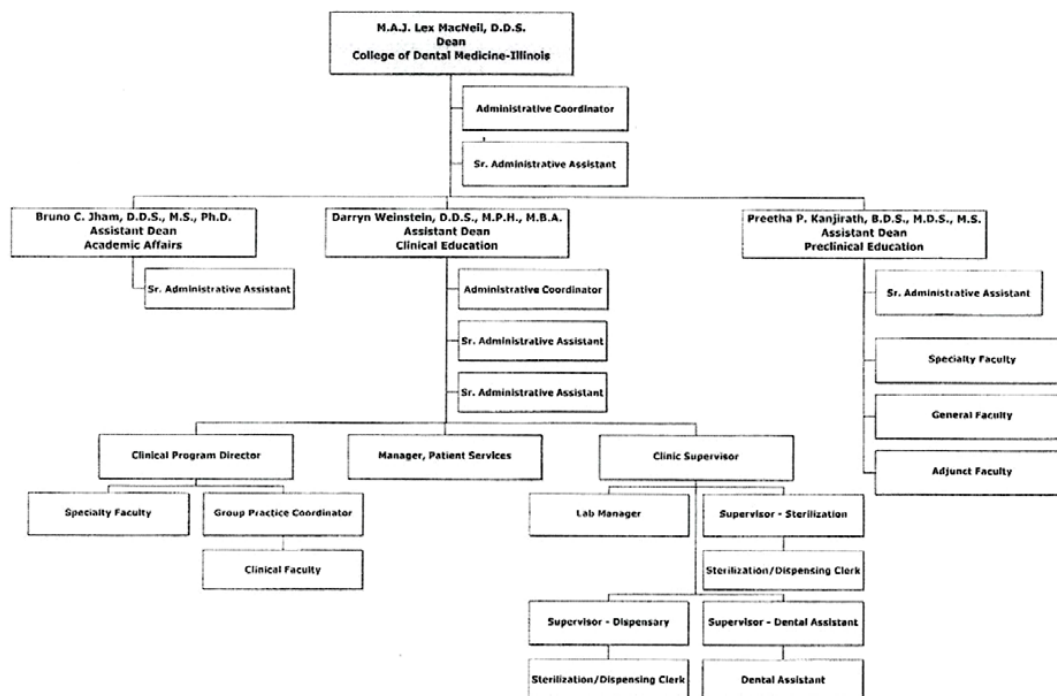 M.A.J. Lex MacNeil, D.D.S.
Dean
College of Dental Medicine-Illinois
Administrative Coordinator
Sr. Administrative Assistant
Bruno C. Jham, D.D.S., M.S., Ph.D.
Assistant Dean
Academic Affairs
Sr. Administrative Assistant
Darryn Weinstein, D.D.S., M.P.H., M.B.A.
Assistant Dean
Clinical Education
Administrative Coordinator
Sr. Administrative Assistant
Sr. Administrative Assistant
Preetha P. Kanjirath, B.D.S., M.D.S., M.S.
Assistant Dean
Preclinical Education
Sr. Administrative Assistant
Specialty Faculty
General Faculty
Adjunct Faculty
Clinical Program Director
Specialty Faculty
Group Practice Coordinator
Clinical Faculty
Manager, Patient Services
Clinic Supervisor
Lab Manager
Supervisor - Sterilization
Sterilization/Dispensing Clerk
Supervisor - Dispensary
Sterilization/Dispensing Clerk
Supervisor - Dental Assistant
Dental Assistant